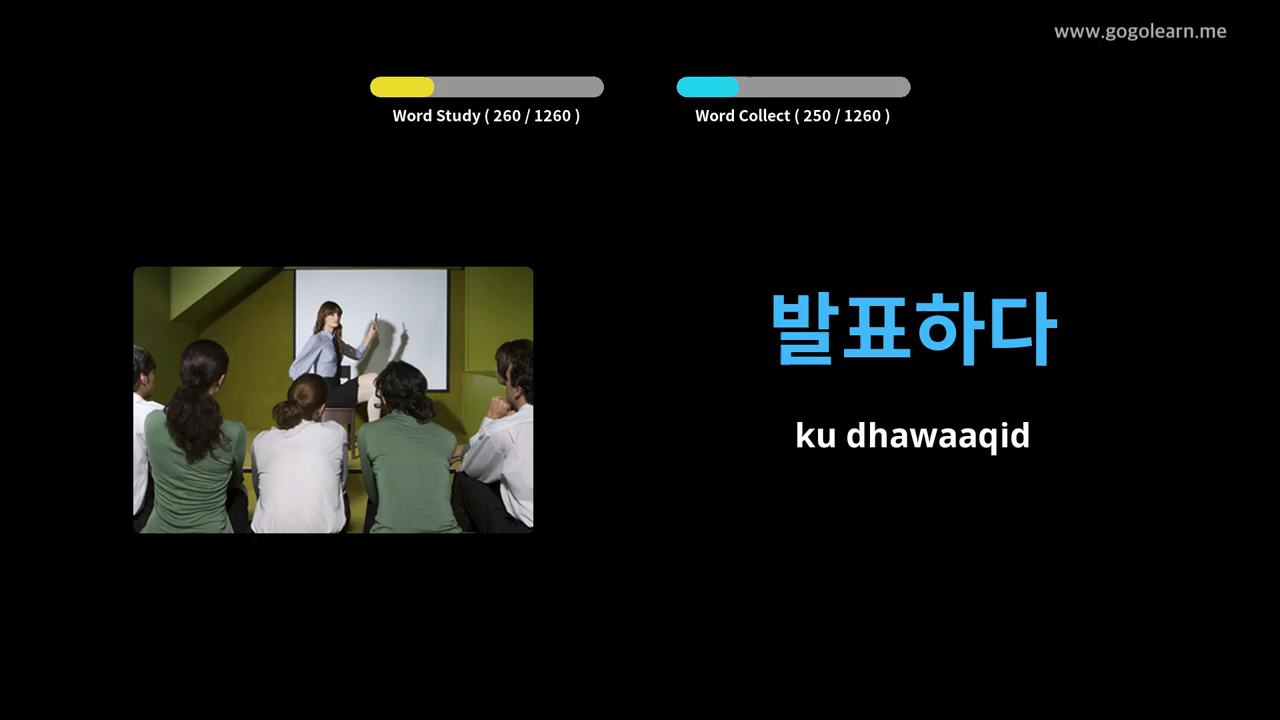 www.gogolearn.me
Word Study ( 260 / 1260 )
Word Collect ( 250 / 1260 )
발표하다
ku dhawaaqid